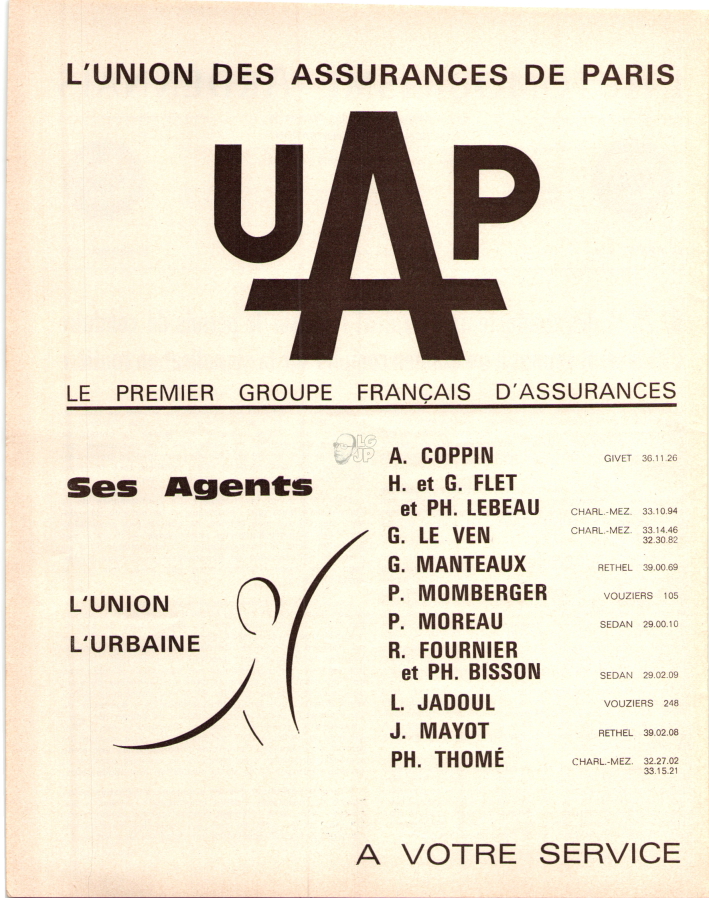 L'UNION DES ASSURANCES DE PARIS
UAP
LE PREMIER GROUPE FRANÇAIS D'ASSURANCES
LG
JP
Ses Agents
L'UNION
L'URBAINE
A. COPPIN GIVET 36.11.26
H. et G. FLET
et PH. LEBEAU CHARL.-MEZ. 33.10.94
G. LE VEN CHARL.-MEZ. 33.14.46
32.30.82
G. MANTEAUX RETHEL 39.00.69
P. MOMBERGER VOUZIERS 105
P. MOREAU SEDAN 29.00.10
R. FOURNIER
et PH. BISSON SEDAN 29.02.09
L. JADOUL VOUZIERS 248
J. MAYOT RETHEL 39.02.08
PH. THOMÉ CHARL.-MEZ. 32.27.02
33.15.21
A VOTRE SERVICE